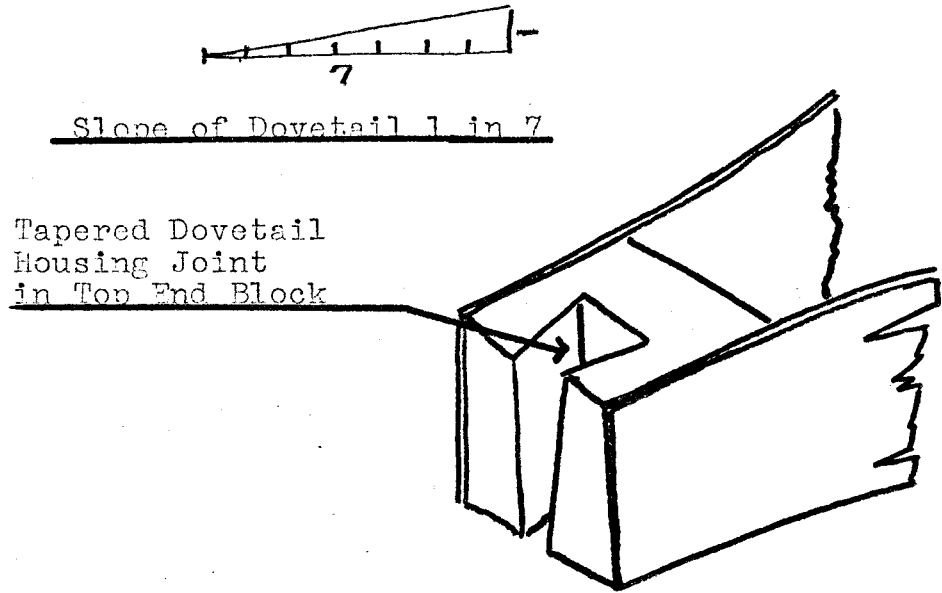 7
Slope of Dovetail 1 in 7
Tapered Dovetail
Housing Joint
in Top End Block